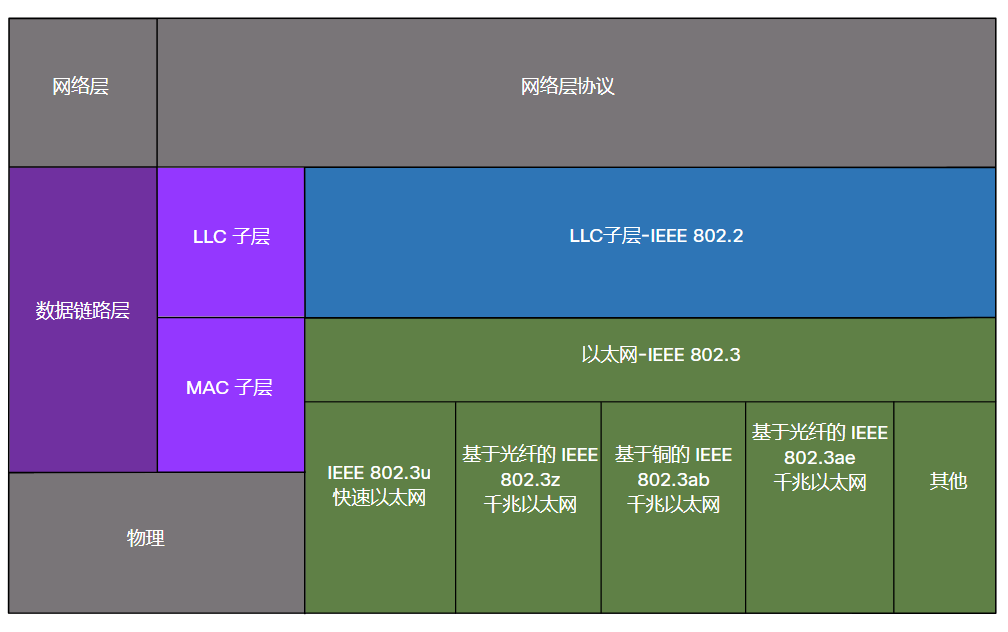 网络层
网络层协议
数据链路层
LLC 子层
LLC子层-IEEE 802.2
MAC 子层
以太网-IEEE 802.3
IEEE 802.3u
快速以太网
基于光纤的 IEEE
802.3z
千兆以太网
基于铜的 IEEE
802.3ab
千兆以太网
基于光纤的 IEEE
802.3ae
千兆以太网
其他
物理